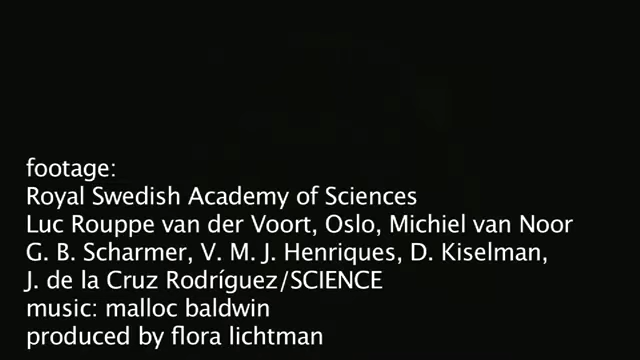 footage:
Royal Swedish Academy of Sciences
Luc Rouppe van der Voort, Oslo, Michiel van Noor
G. B. Scharmer, V. M. J. Henriques, D. Kiselman,
J. de la Cruz Rodríguez/SCIENCE
music: malloc baldwin
produced by flora lichtman